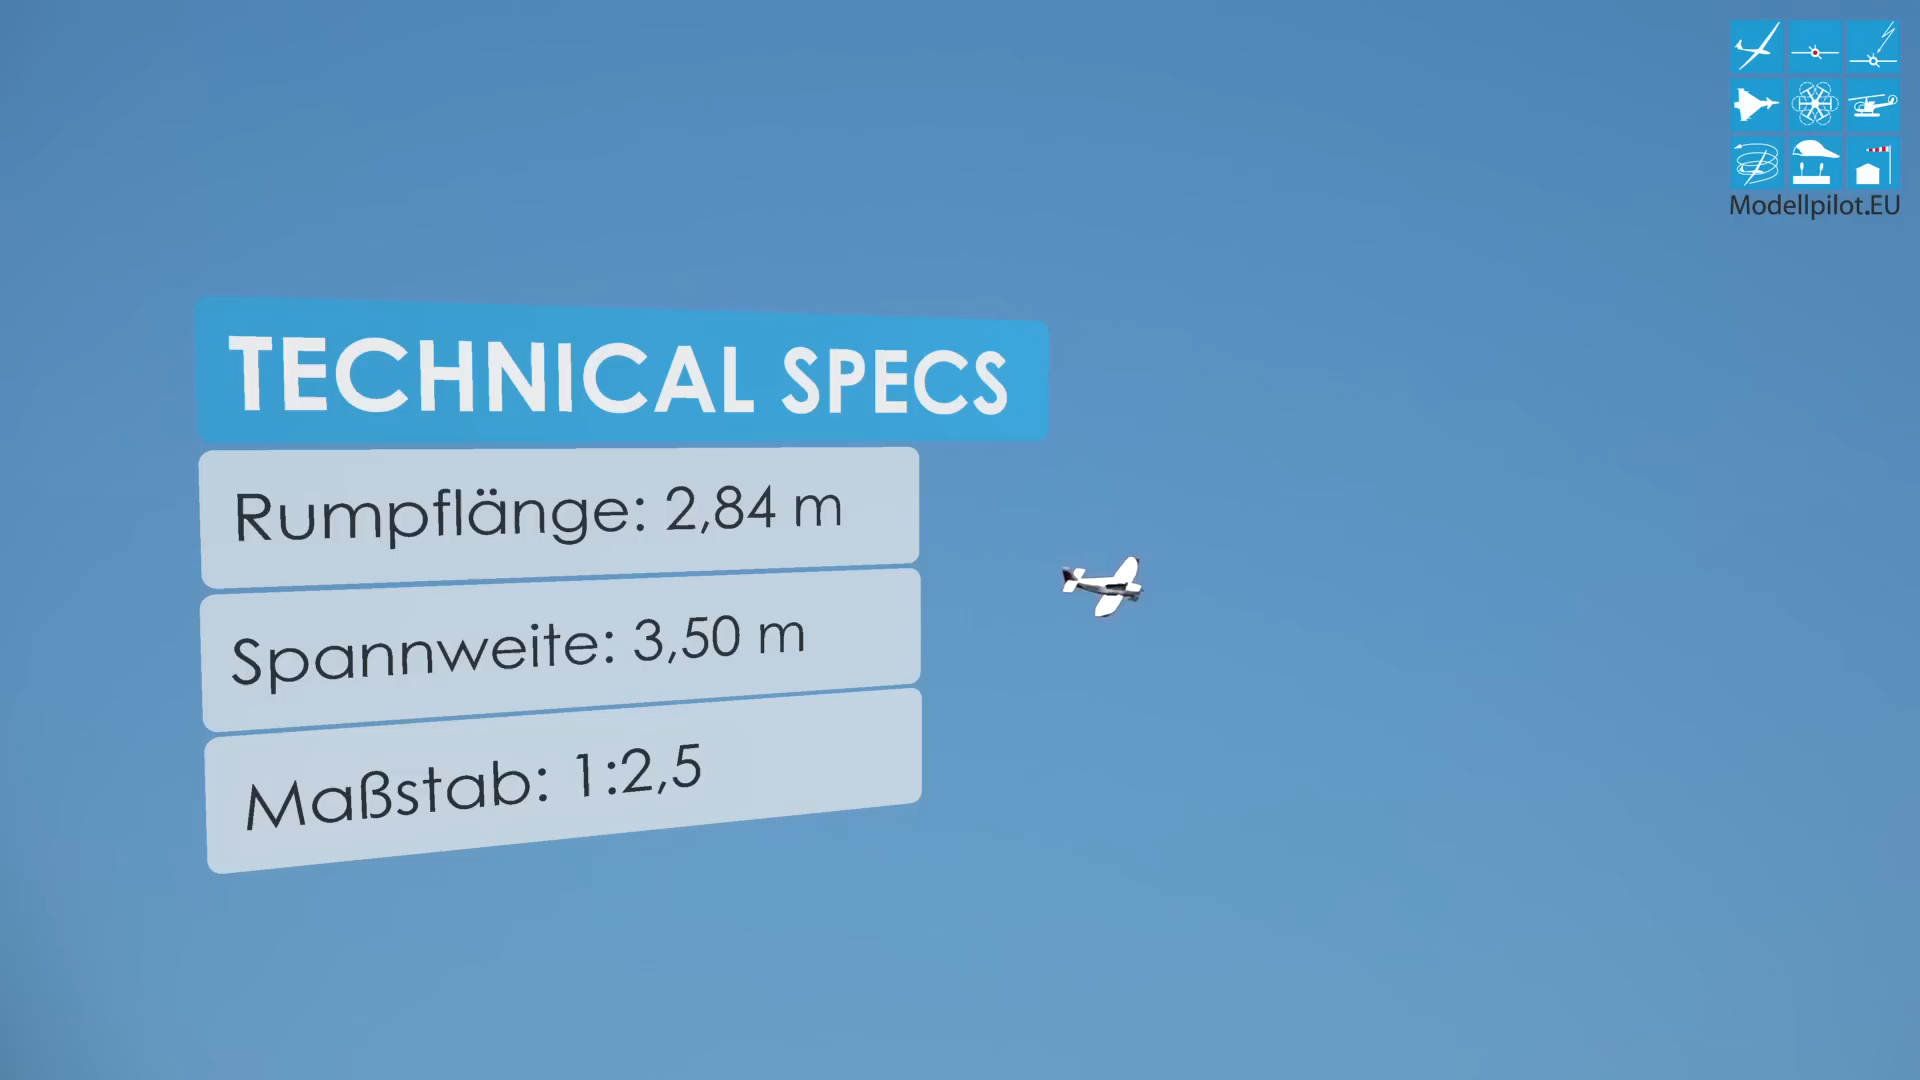 Modellpilot.EU
TECHNICAL SPECS
Rumpflänge: 2,84 m
Spannweite: 3,50 m
Maßstab: 1:2,5